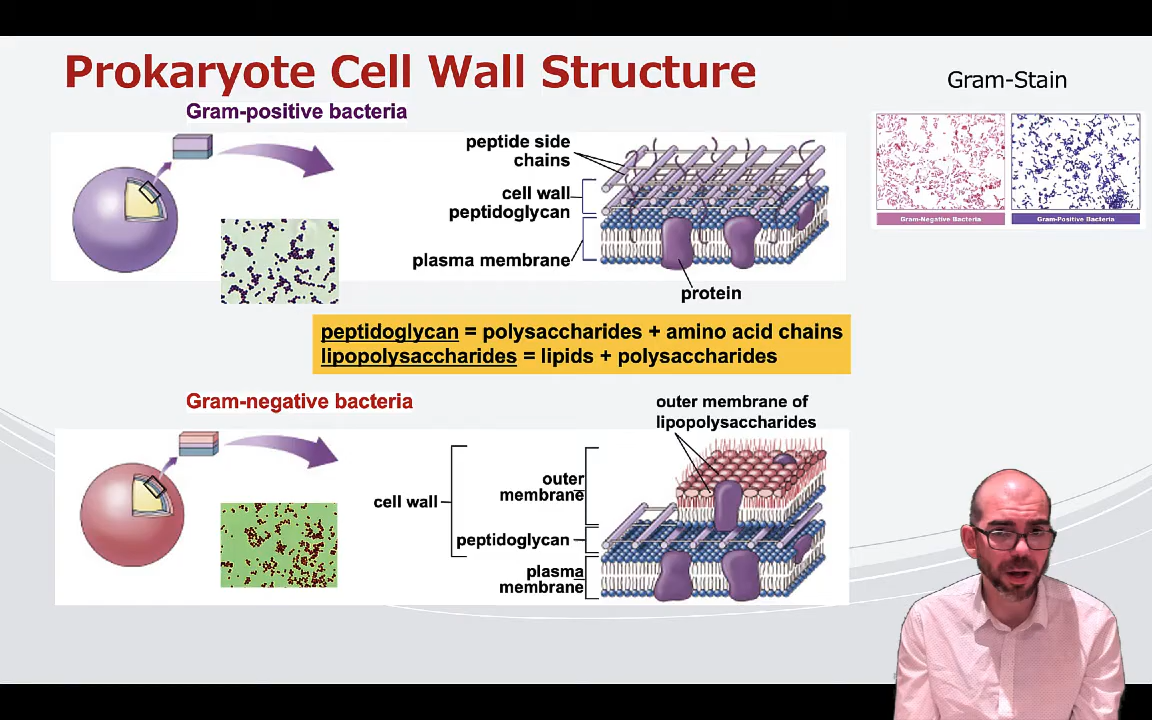 Prokaryote Cell Wall Structure
Gram-Stain
Gram-positive bacteria
peptide side
chains
cell wall
peptidoglycan
plasma membrane
protein
Gram-Negative Bacteria
Gram-Positive Bacteria
peptidoglycan = polysaccharides + amino acid chains
lipopolysaccharides = lipids + polysaccharides
Gram-negative bacteria
outer membrane of
lipopolysaccharides
outer
membrane
cell wall
peptidoglycan
plasma
membrane